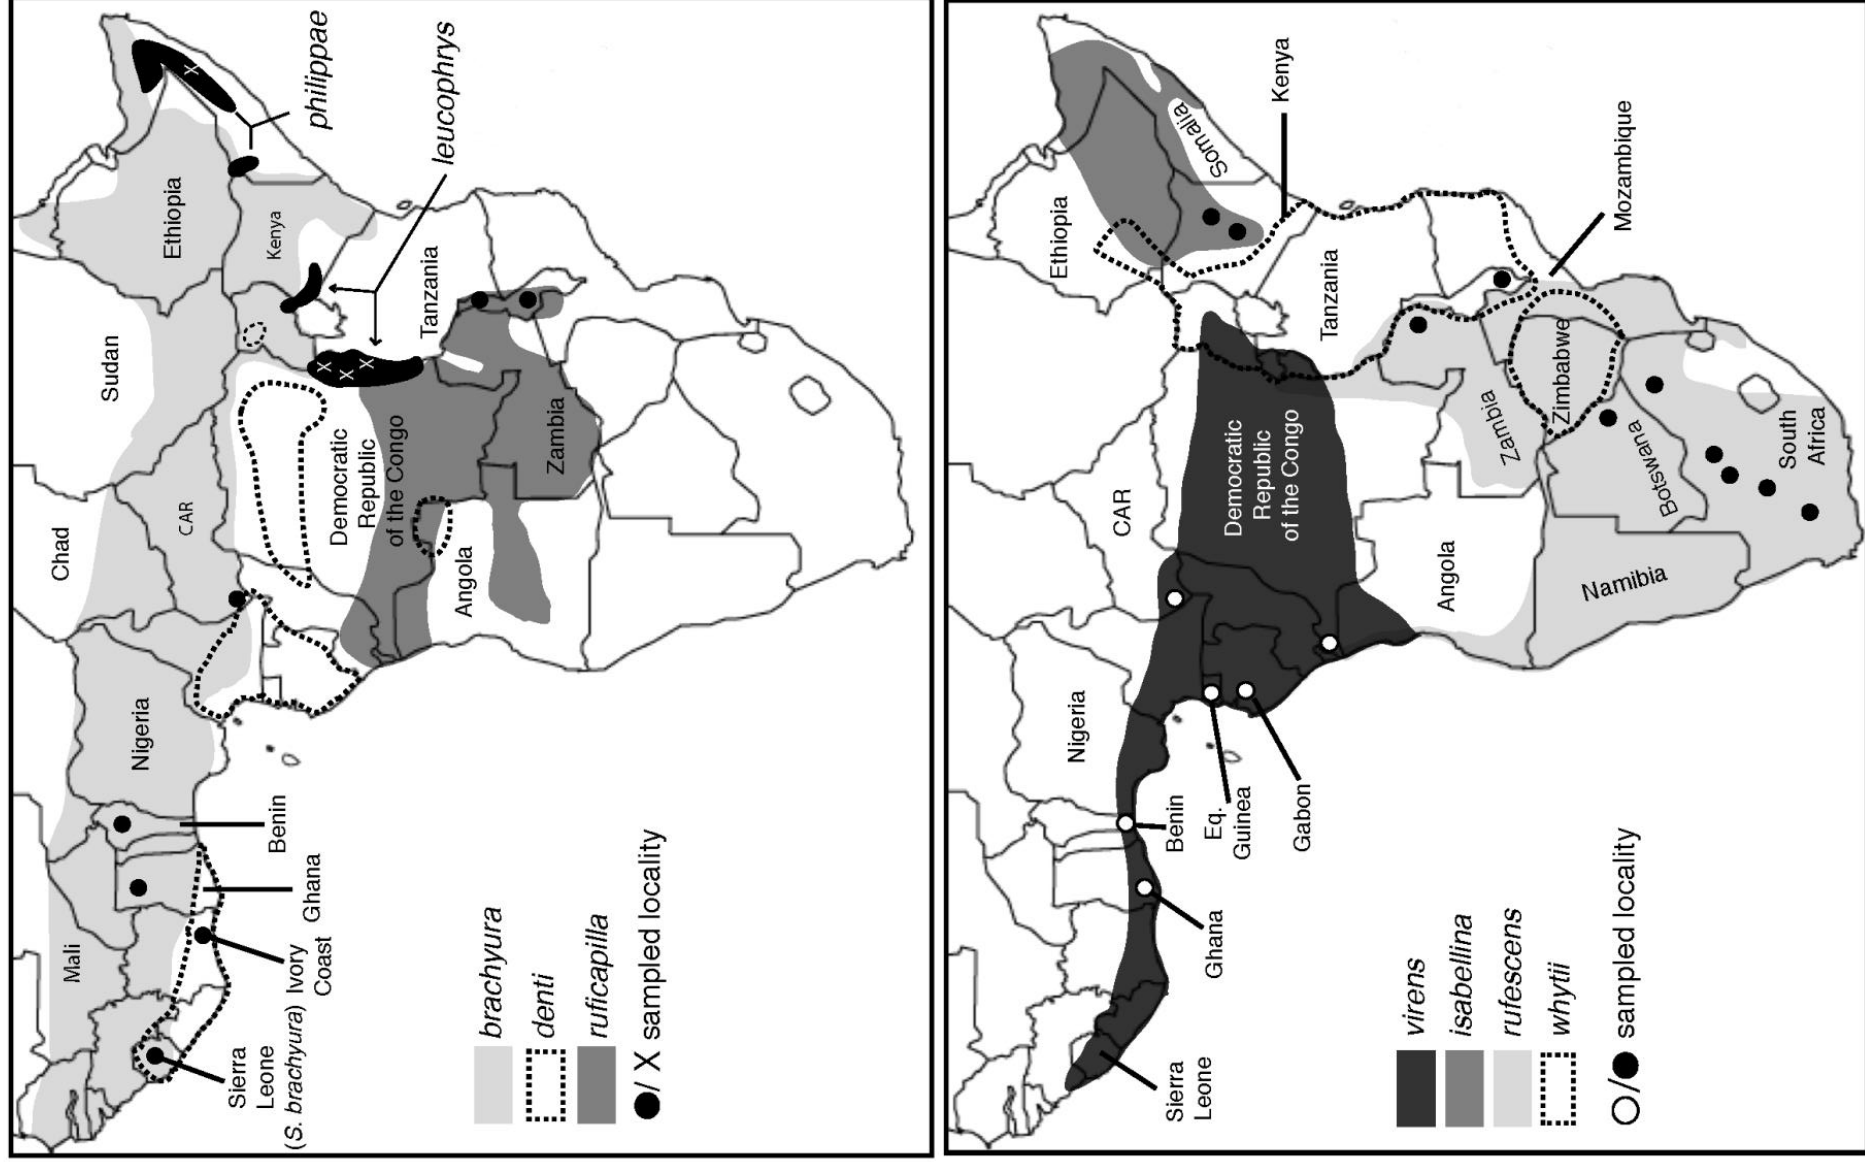 philippae
leucophrys
Ethiopia
Kenya
Sudan
Tanzania
Chad
CAR
Democratic
Republic
of the Congo
Zambia
Angola
Nigeria
Mali
Benin
Ghana
Ivory
Coast
Sierra
Leone
(S. brachyura)
X
X
X
X
brachyura
denti
ruficapilla
●/ X sampled locality
Somalia
Kenya
Ethiopia
Mozambique
Tanzania
CAR
Democratic
Republic
of the Congo
Zimbabwe
Zambia
Botswana
South
Africa
Angola
Namibia
Nigeria
Benin
Eq.
Guinea
Gabon
Ghana
Sierra
Leone
virens
isabellina
rufescens
whytii
○/● sampled locality